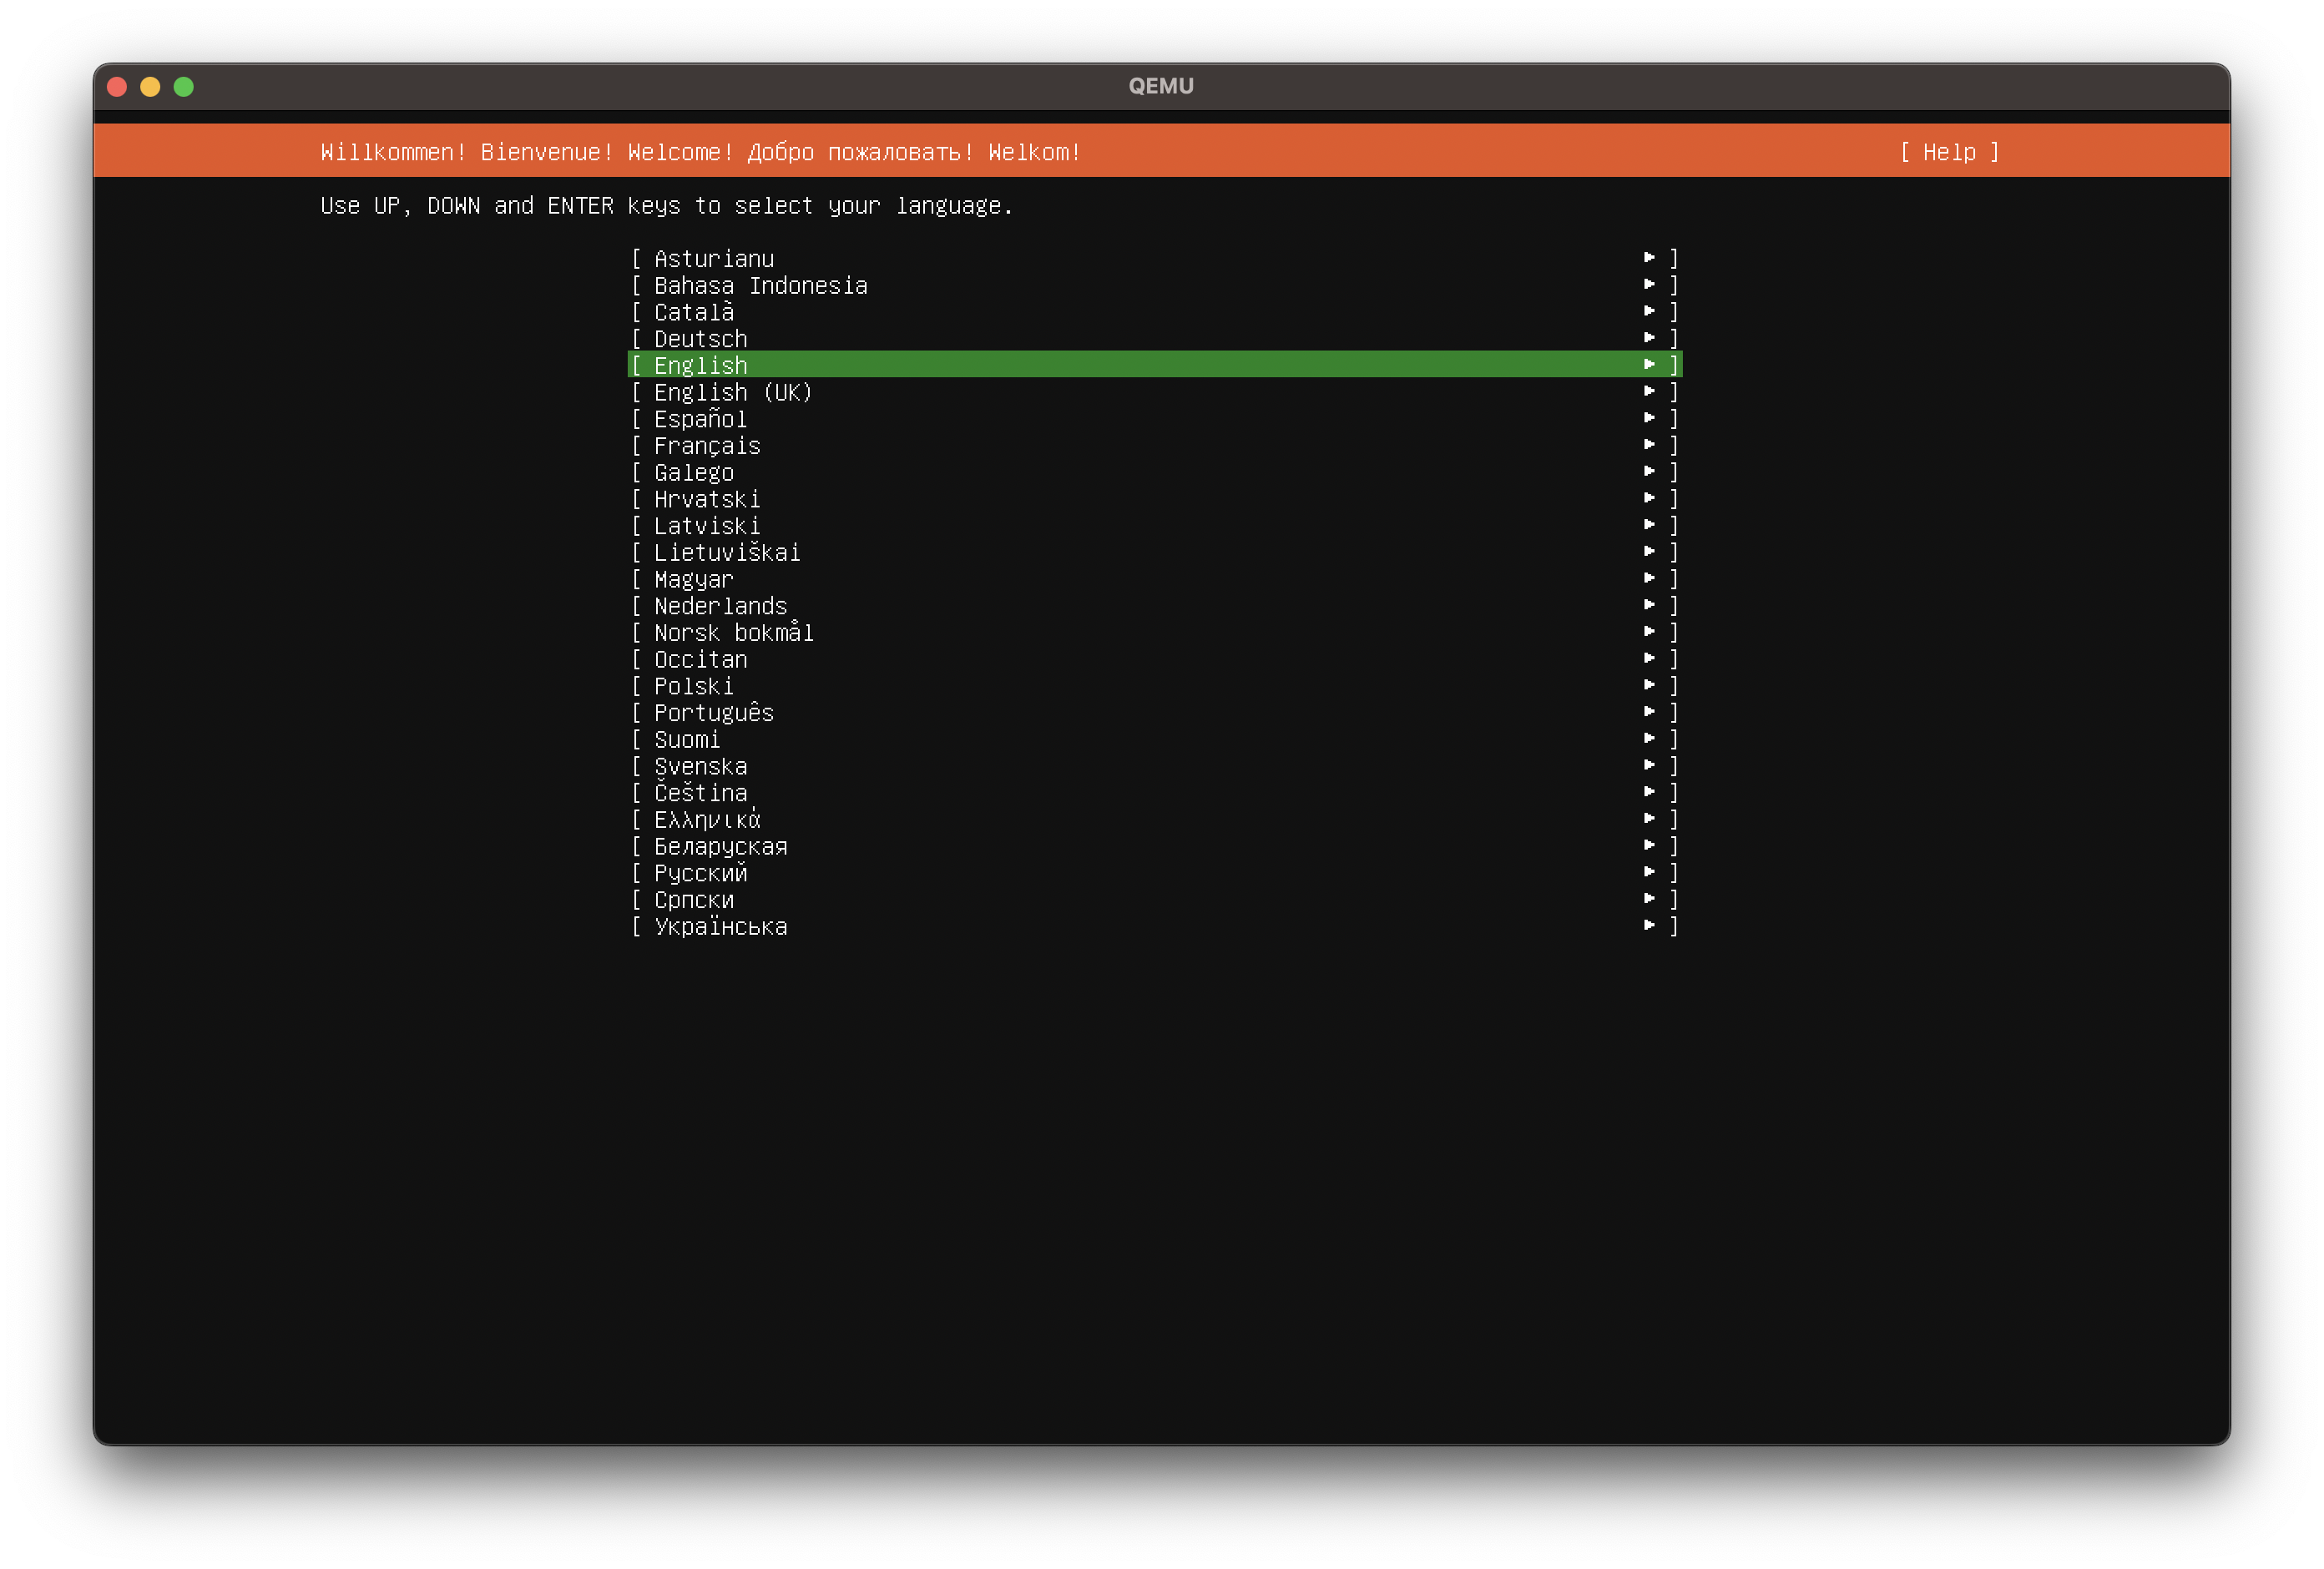 QEMU
Willkommen! Bienvenue! Welcome! Добро пожаловать! Welkom! [ Help ]
Use UP, DOWN and ENTER keys to select your language.
[ Asturianu ▸ ]
[ Bahasa Indonesia ▸ ]
[ Català ▸ ]
[ Deutsch ▸ ]
[ English ▸ ]
[ English (UK) ▸ ]
[ Español ▸ ]
[ Français ▸ ]
[ Galego ▸ ]
[ Hrvatski ▸ ]
[ Latviski ▸ ]
[ Lietuviškai ▸ ]
[ Magyar ▸ ]
[ Nederlands ▸ ]
[ Norsk bokmål ▸ ]
[ Occitan ▸ ]
[ Polski ▸ ]
[ Português ▸ ]
[ Suomi ▸ ]
[ Svenska ▸ ]
[ Čeština ▸ ]
[ Ελληνικά ▸ ]
[ Беларуская ▸ ]
[ Русский ▸ ]
[ Српски ▸ ]
[ Українська ▸ ]